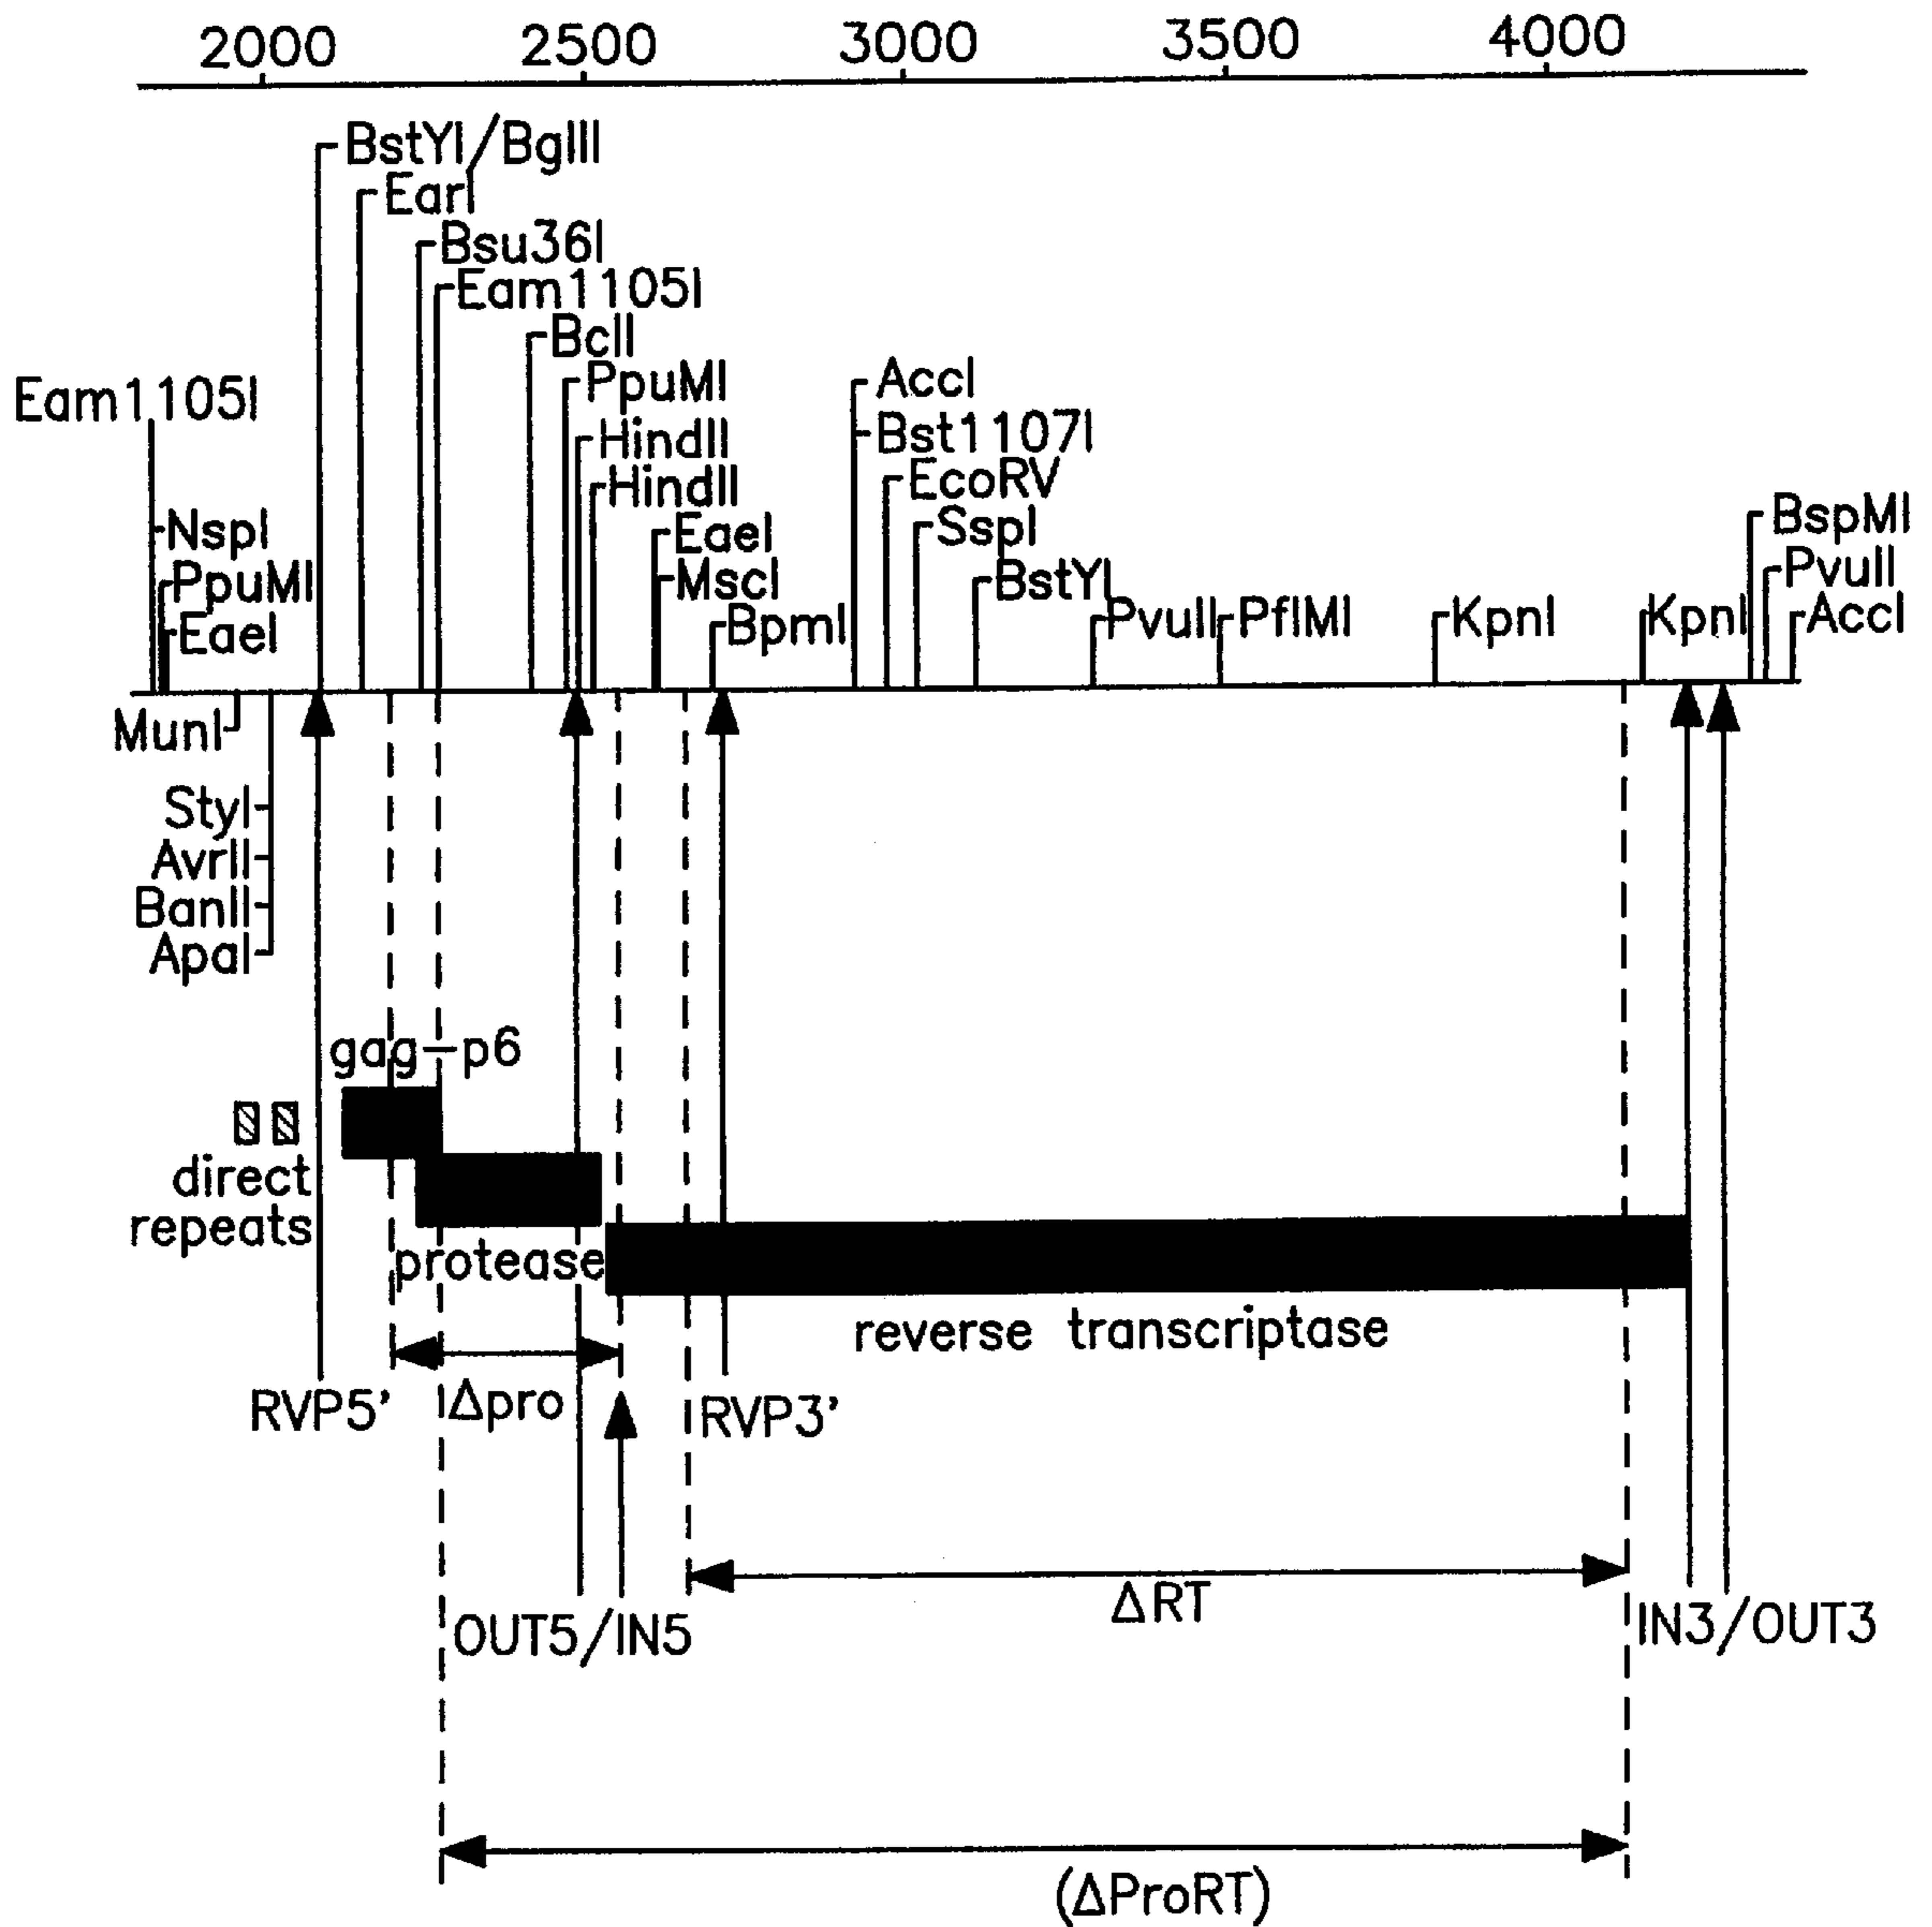 2000 2500 3000 3500 4000
BstYI/BglII
EarI
Bsu36I
Eam1105I
BclI
PpuMI
AccI
Eam1105I
HindII
Bst1107I
HindII
EcoRV
NspI
EaeI
SspI
BspMI
PpuMI
MscI
BstYI
PvuII
EaeI
BpmI
PvuII
PflMI
KpnI
KpnI
AccI
MunI
StyI
AvrII
BanII
ApaI
gag-p6
direct
repeats
protease
reverse transcriptase
RVP5'
Δpro
RVP3'
ΔRT
OUT5/IN5
IN3/OUT3
(ΔProRT)